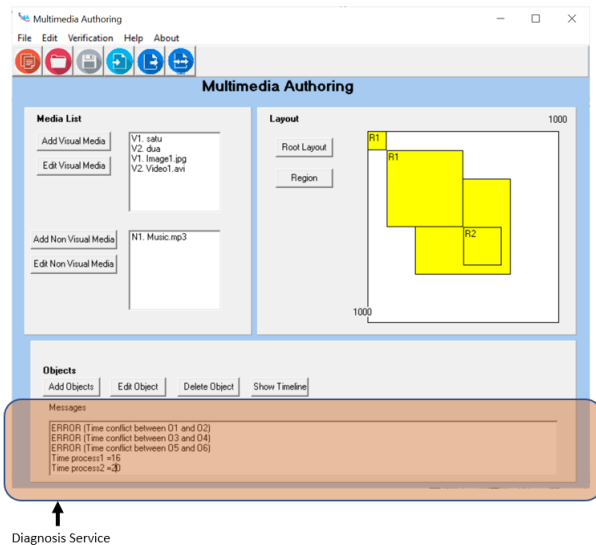 Multimedia Authoring
File Edit Verification Help About
Multimedia Authoring
Media List
Add Visual Media
Edit Visual Media
V1. satu
V2. dua
V1. Image1.jpg
V2. Video1.avi
Add Non Visual Media
Edit Non Visual Media
N1. Music.mp3
Layout
1000
Root Layout
Region
R1
R1
R2
1000
Objects
Add Objects Edit Object Delete Object Show Timeline
Messages
ERROR (Time conflict between O1 and O2)
ERROR (Time conflict between O3 and O4)
ERROR (Time conflict between O5 and O6)
Time process1 =16
Time process2 =20
Diagnosis Service